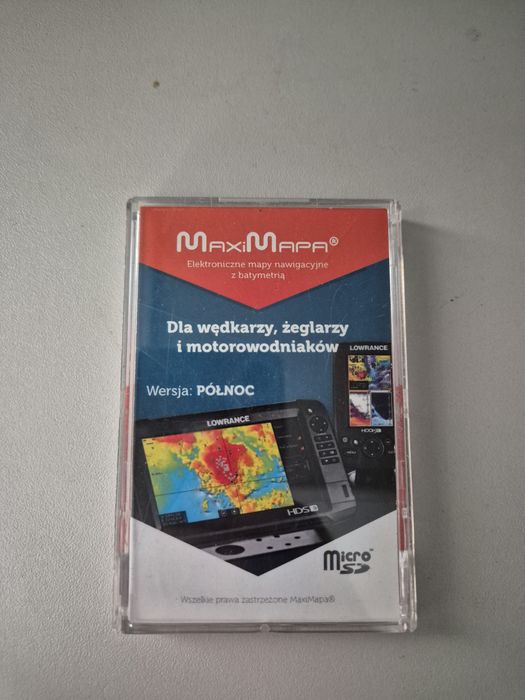 MaxiMapa®
Elektroniczne mapy nawigacyjne
z batymetrią
Dla wędkarzy, żeglarzy
i motorowodniaków
LOWRANCE
Wersja: PÓŁNOC
LOWRANCE
HDS
Micro™
SD
Wszelkie prawa zastrzeżone MaxiMapa®